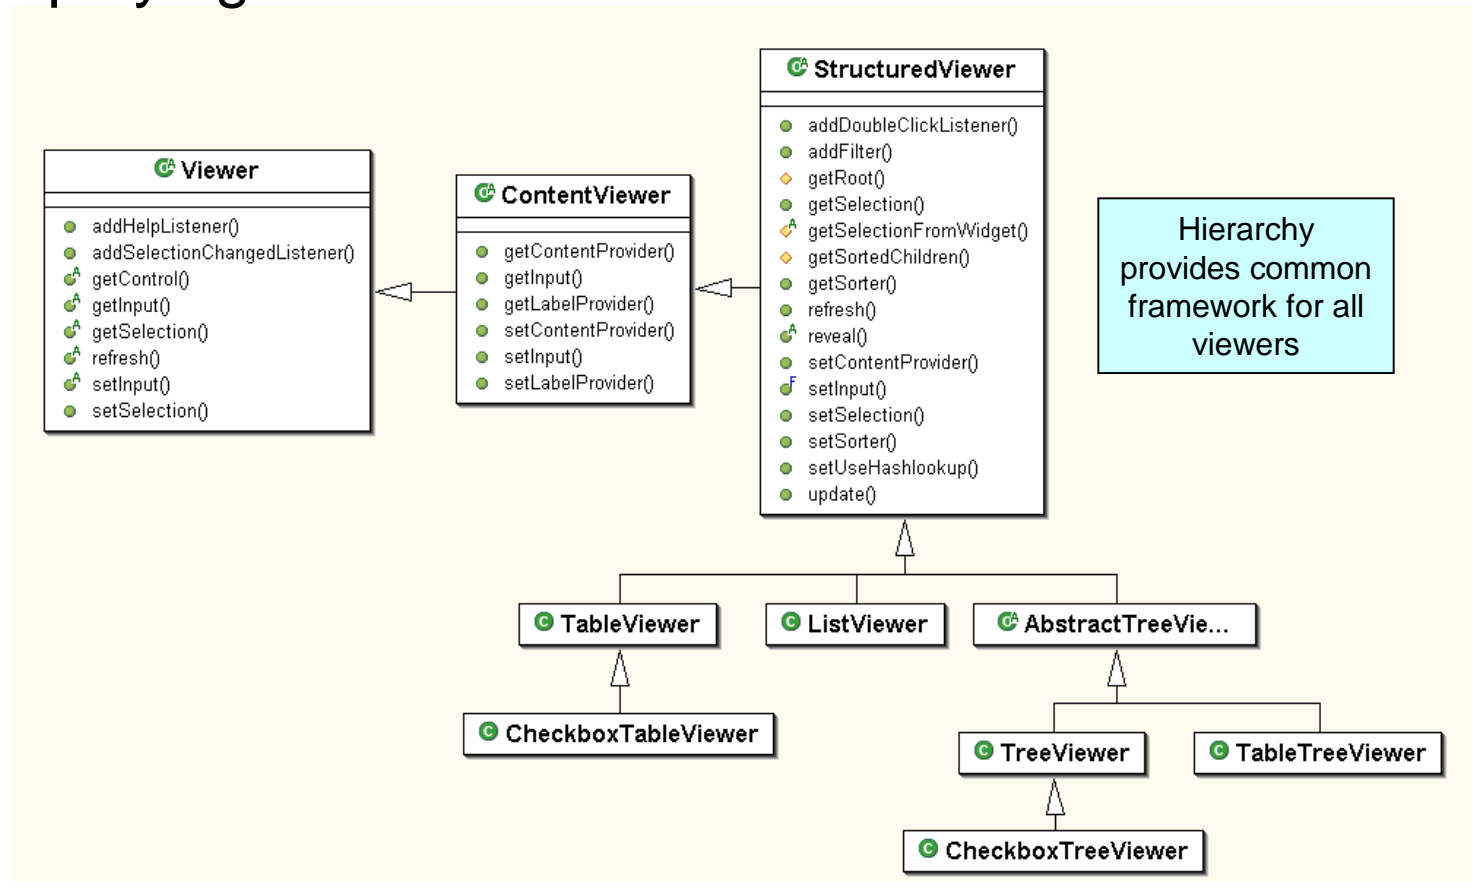 Viewer
addHelpListener()
addSelectionChangedListener()
getControl()
getInput()
getSelection()
refresh()
setInput()
setSelection()
ContentViewer
getContentProvider()
getInput()
getLabelProvider()
setContentProvider()
setInput()
setLabelProvider()
StructuredViewer
addDoubleClickListener()
addFilter()
getRoot()
getSelection()
getSelectionFromWidget()
getSortedChildren()
getSorter()
refresh()
reveal()
setContentProvider()
setInput()
setSelection()
setSorter()
setUseHashlookup()
update()
Hierarchy
provides common
framework for all
viewers
TableViewer
ListViewer
AbstractTreeVie...
CheckboxTableViewer
TreeViewer
TableTreeViewer
CheckboxTreeViewer